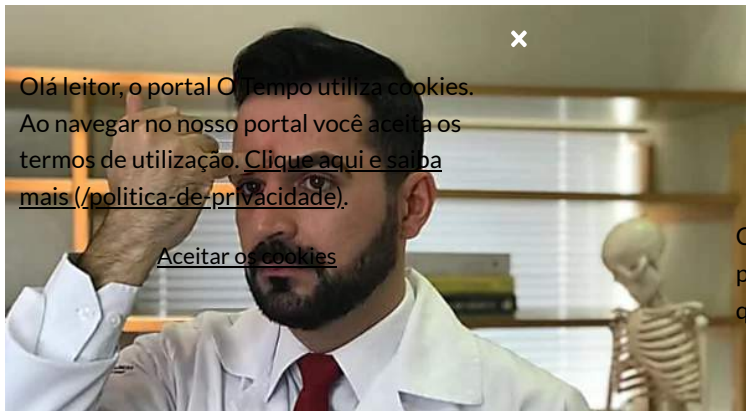 Olá leitor, o portal O Tempo utiliza cookies.
Ao navegar no nosso portal você aceita os
termos de utilização. Clique aqui e saiba
mais (/politica-de-privacidade).
Aceitar os cookies